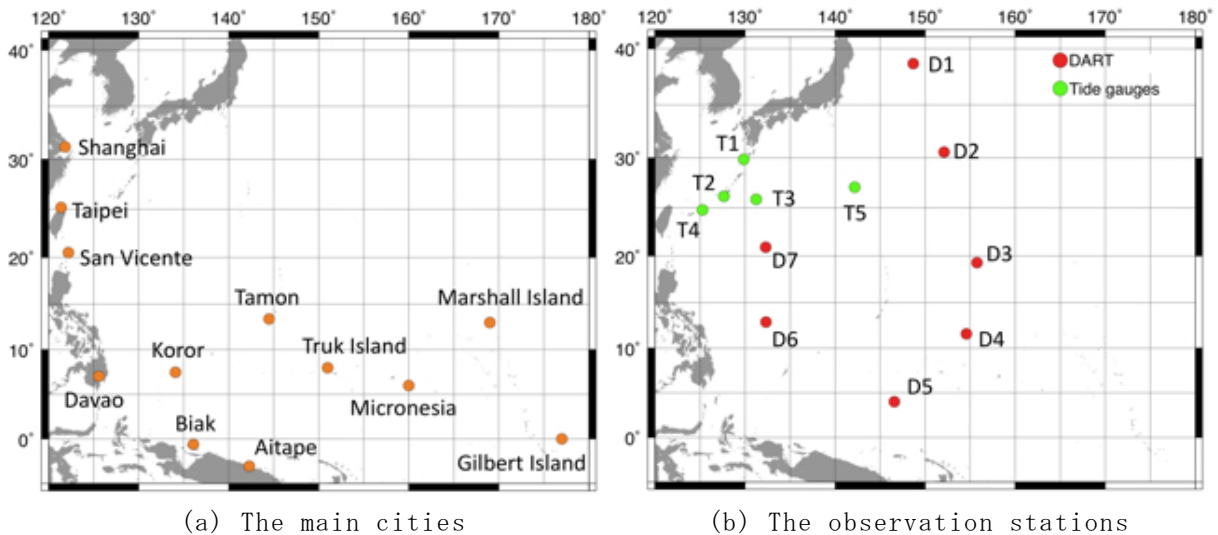 120° 130° 140° 150° 160° 170° 180°
40°
30°
20°
10°
0°
Shanghai
Taipei
San Vicente
Tamon
Marshall Island
Koror
Truk Island
Davao
Micronesia
Biak
Aitape
Gilbert Island
(a) The main cities
120° 130° 140° 150° 160° 170° 180°
40°
30°
20°
10°
0°
D1
DART
Tide gauges
T1
D2
T2
T3
T5
T4
D7
D3
D6
D4
D5
(b) The observation stations